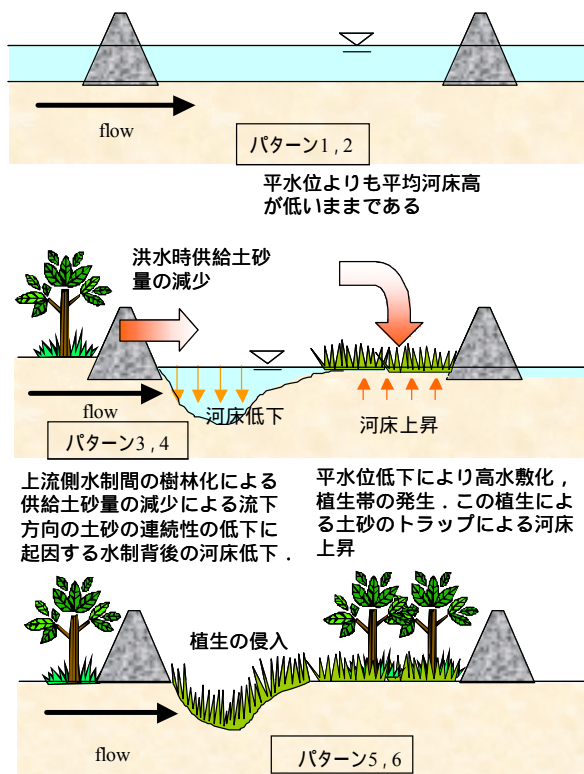 flow
パターン1,2
平水位よりも平均河床高
が低いままである
洪水時供給土砂
量の減少
flow
河床低下
河床上昇
パターン3,4
上流側水制間の樹林化による
供給土砂量の減少による流下
方向の土砂の連続性の低下に
起因する水制背後の河床低下．
平水位低下により高水敷化，
植生帯の発生．この植生によ
る土砂のトラップによる河床
上昇
植生の侵入
flow
パターン5,6